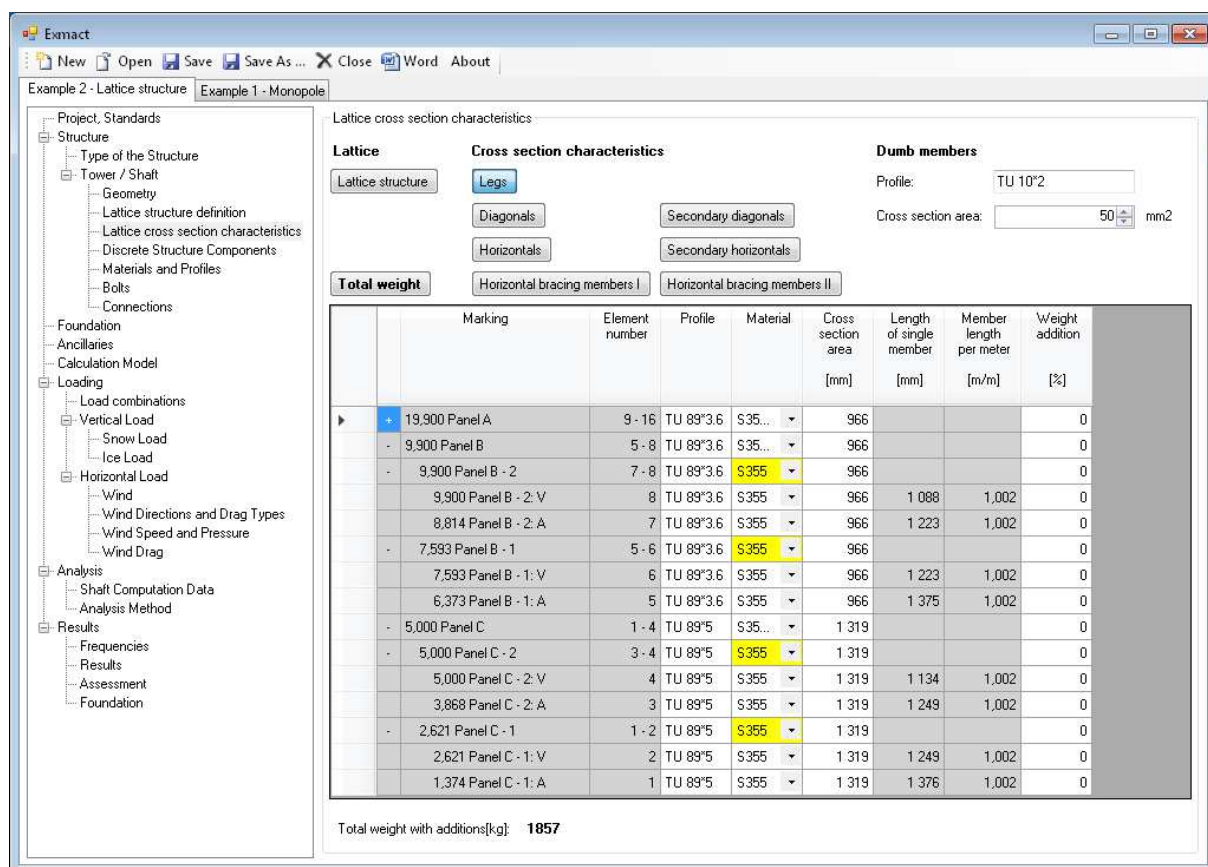 Exmact
New Open Save Save As ... Close Word About
Example 2 - Lattice structure Example 1 - Monopole
Project, Standards
Structure
Type of the Structure
Tower / Shaft
Geometry
Lattice structure definition
Lattice cross section characteristics
Discrete Structure Components
Materials and Profiles
Bolts
Connections
Foundation
Ancillaries
Calculation Model
Loading
Load combinations
Vertical Load
Snow Load
Ice Load
Horizontal Load
Wind
Wind Directions and Drag Types
Wind Speed and Pressure
Wind Drag
Analysis
Shaft Computation Data
Analysis Method
Results
Frequencies
Results
Assessment
Foundation
Lattice cross section characteristics
Lattice Cross section characteristics Dumb members
Lattice structure Legs Profile: TU 10*2
Diagonals Secondary diagonals Cross section area: 50 mm2
Horizontals Secondary horizontals
Total weight Horizontal bracing members I Horizontal bracing members II
Marking Element number Profile Material Cross section area [mm] Length of single member [mm] Member length per meter [m/m] Weight addition [%]
+ 19,900 Panel A 9 - 16 TU 89*3.6 S35... 966 0
- 9,900 Panel B 5 - 8 TU 89*3.6 S35... 966 0
- 9,900 Panel B - 2 7 - 8 TU 89*3.6 S355 966 0
9,900 Panel B - 2: V 8 TU 89*3.6 S355 966 1 088 1,002 0
8,814 Panel B - 2: A 7 TU 89*3.6 S355 966 1 223 1,002 0
- 7,593 Panel B - 1 5 - 6 TU 89*3.6 S355 966 0
7,593 Panel B - 1: V 6 TU 89*3.6 S355 966 1 223 1,002 0
6,373 Panel B - 1: A 5 TU 89*3.6 S355 966 1 375 1,002 0
- 5,000 Panel C 1 - 4 TU 89*5 S35... 1 319 0
- 5,000 Panel C - 2 3 - 4 TU 89*5 S355 1 319 0
5,000 Panel C - 2: V 4 TU 89*5 S355 1 319 1 134 1,002 0
3,868 Panel C - 2: A 3 TU 89*5 S355 1 319 1 249 1,002 0
- 2,621 Panel C - 1 1 - 2 TU 89*5 S355 1 319 0
2,621 Panel C - 1: V 2 TU 89*5 S355 1 319 1 249 1,002 0
1,374 Panel C - 1: A 1 TU 89*5 S355 1 319 1 376 1,002 0
Total weight with additions[kg]: 1857